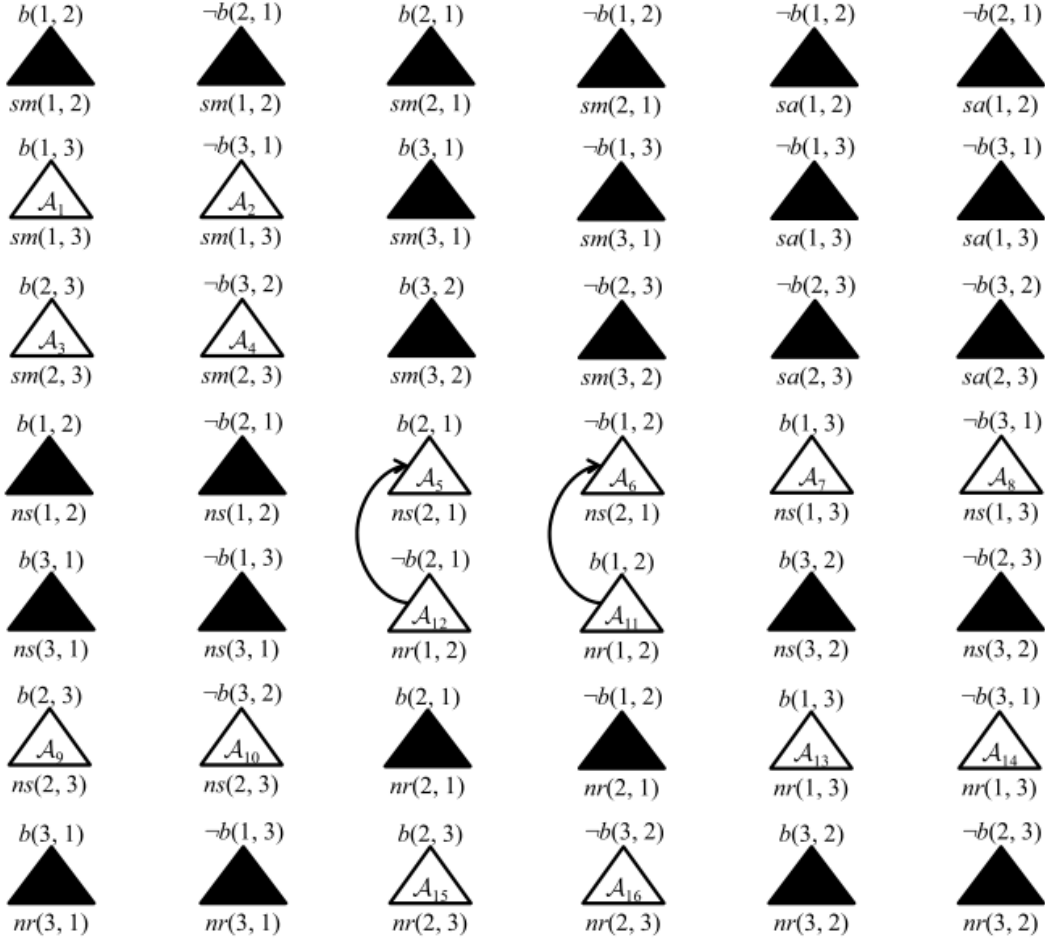 b(1, 2) ¬b(2, 1) b(2, 1) ¬b(1, 2) ¬b(1, 2) ¬b(2, 1)
sm(1, 2) sm(1, 2) sm(2, 1) sm(2, 1) sa(1, 2) sa(1, 2)
b(1, 3) ¬b(3, 1) b(3, 1) ¬b(1, 3) ¬b(1, 3) ¬b(3, 1)
A1 A2
sm(1, 3) sm(1, 3) sm(3, 1) sm(3, 1) sa(1, 3) sa(1, 3)
b(2, 3) ¬b(3, 2) b(3, 2) ¬b(2, 3) ¬b(2, 3) ¬b(3, 2)
A3 A4
sm(2, 3) sm(2, 3) sm(3, 2) sm(3, 2) sa(2, 3) sa(2, 3)
b(1, 2) ¬b(2, 1) b(2, 1) ¬b(1, 2) b(1, 3) ¬b(3, 1)
A5 A6 A7 A8
ns(1, 2) ns(1, 2) ns(2, 1) ns(2, 1) ns(1, 3) ns(1, 3)
b(3, 1) ¬b(1, 3) ¬b(2, 1) b(1, 2) b(3, 2) ¬b(2, 3)
A12 A11
ns(3, 1) ns(3, 1) nr(1, 2) nr(1, 2) ns(3, 2) ns(3, 2)
b(2, 3) ¬b(3, 2) b(2, 1) ¬b(1, 2) b(1, 3) ¬b(3, 1)
A9 A10 A13 A14
ns(2, 3) ns(2, 3) nr(2, 1) nr(2, 1) nr(1, 3) nr(1, 3)
b(3, 1) ¬b(1, 3) b(2, 3) ¬b(3, 2) b(3, 2) ¬b(2, 3)
A15 A16
nr(3, 1) nr(3, 1) nr(2, 3) nr(2, 3) nr(3, 2) nr(3, 2)